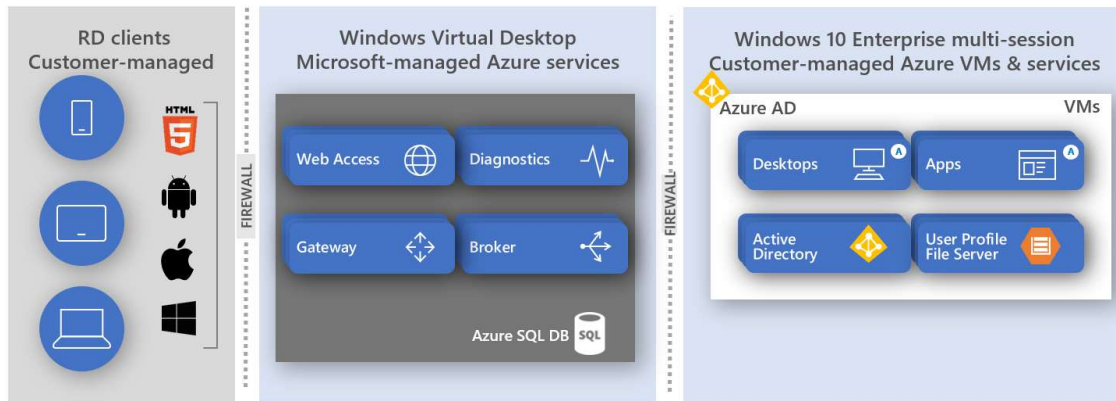 RD clients
Customer-managed
HTML
5
FIREWALL
Windows Virtual Desktop
Microsoft-managed Azure services
Web Access
Diagnostics
Gateway
Broker
Azure SQL DB
SQL
FIREWALL
Windows 10 Enterprise multi-session
Customer-managed Azure VMs & services
Azure AD
VMs
Desktops
A
Apps
A
Active
Directory
User Profile
File Server